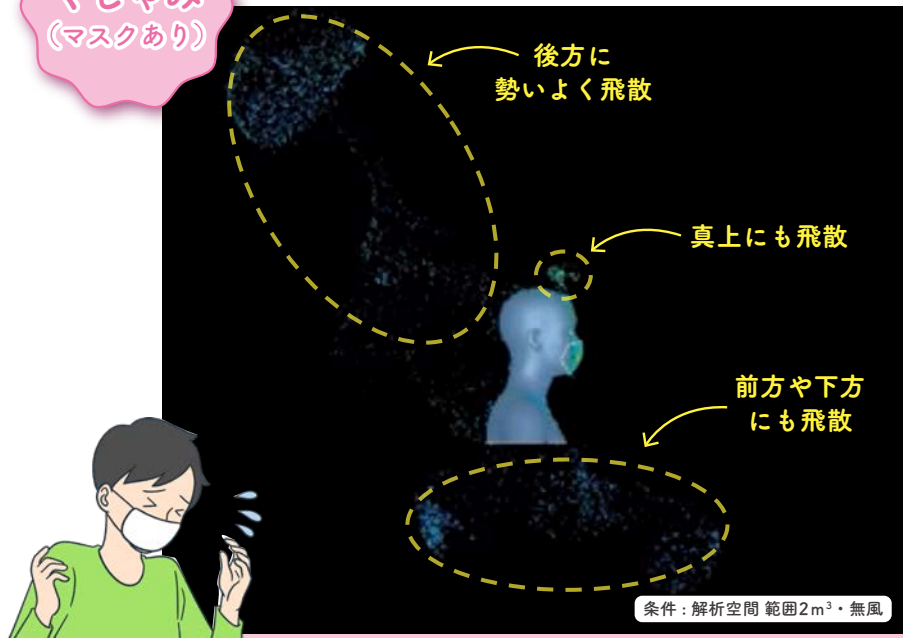 （マスクあり）
後方に
勢いよく飛散
真上にも飛散
前方や下方
にも飛散
条件 : 解析空間 範囲2m³・無風